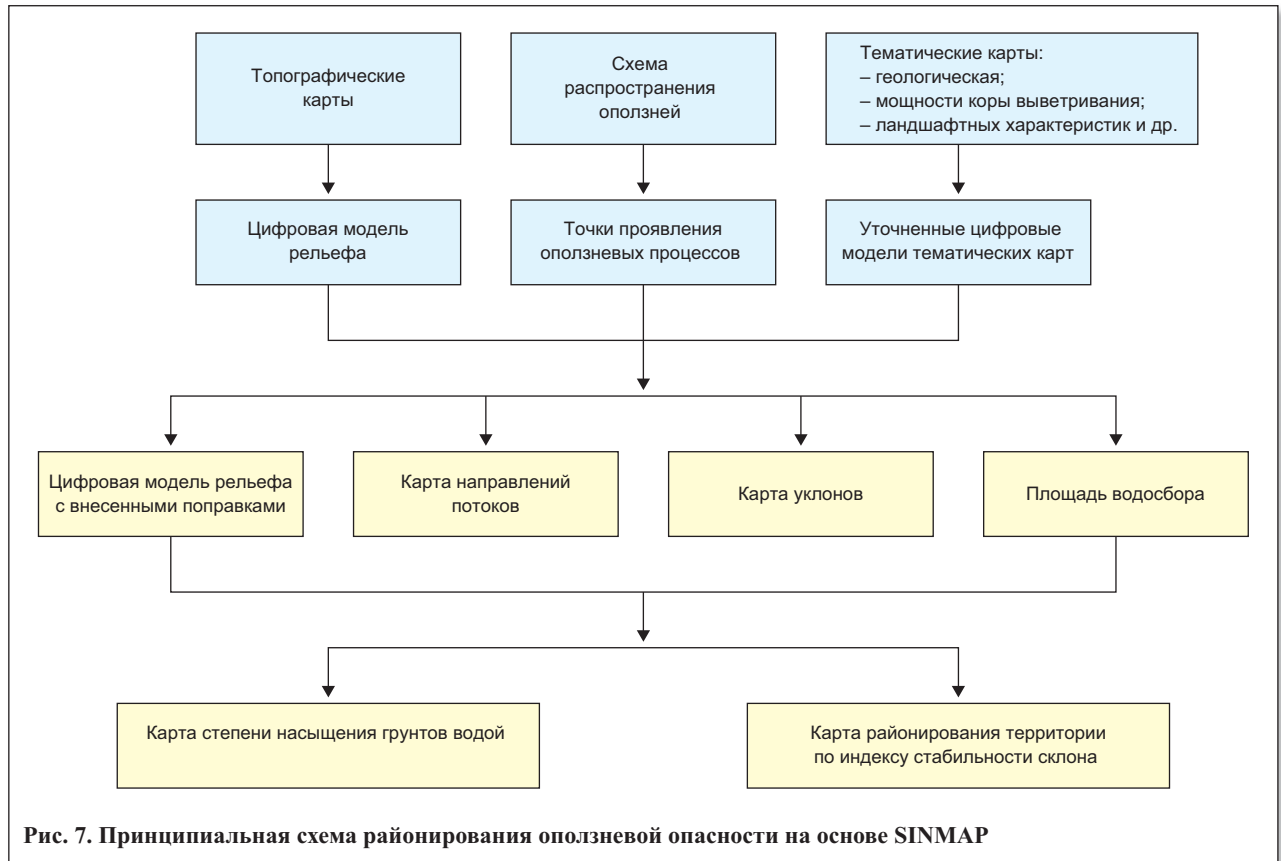 Топографические
карты
Схема
распространения
оползней
Тематические карты:
– геологическая;
– мощности коры выветривания;
– ландшафтных характеристик и др.
Цифровая модель
рельефа
Точки проявления
оползневых процессов
Уточненные цифровые
модели тематических карт
Цифровая модель рельефа
с внесенными поправками
Карта направлений
потоков
Карта уклонов
Площадь водосбора
Карта степени насыщения грунтов водой
Карта районирования территории
по индексу стабильности склона
Рис. 7. Принципиальная схема районирования оползневой опасности на основе SINMAP